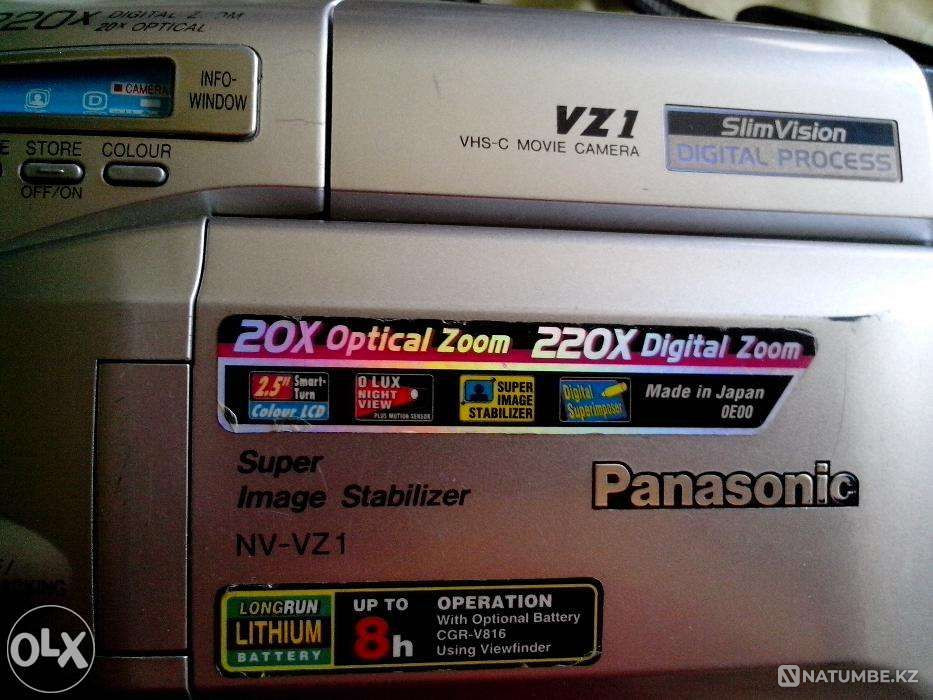 220X DIGITAL
20X OPTICAL
CAMERA
INFO-
WINDOW
D
STORE
COLOUR
OFF/ON
VZ1
VHS-C MOVIE CAMERA
SlimVision
DIGITAL PROCESS
20X Optical Zoom 220X Digital Zoom
2.5" Smart-
Turn
Colour LCD
0 LUX
NIGHT
VIEW
PLUS MOTION SENSOR
SUPER
IMAGE
STABILIZER
Digital
Superimposer
Made in Japan
0E00
Super
Image Stabilizer
Panasonic
NV-VZ1
LONGRUN
LITHIUM
BATTERY
UP TO
8h
OPERATION
With Optional Battery
CGR-V816
Using Viewfinder
OLX
NATUMBE.KZ